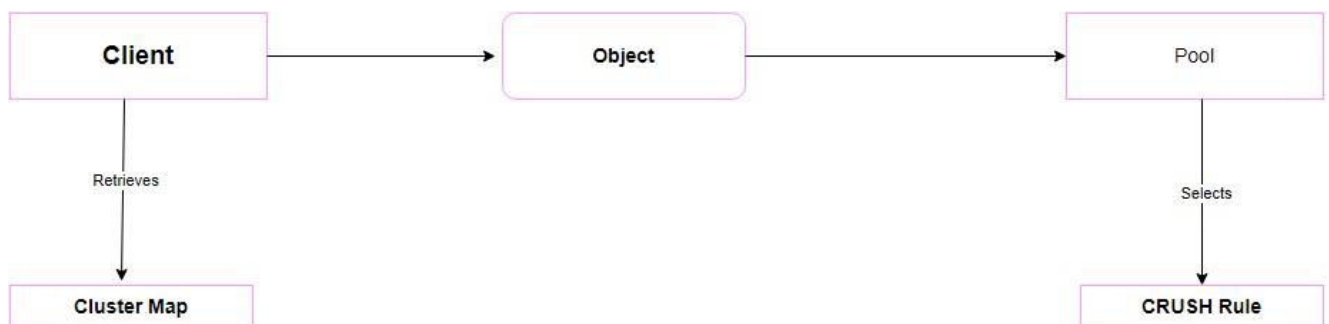 Client
Object
Pool
Retrieves
Selects
Cluster Map
CRUSH Rule